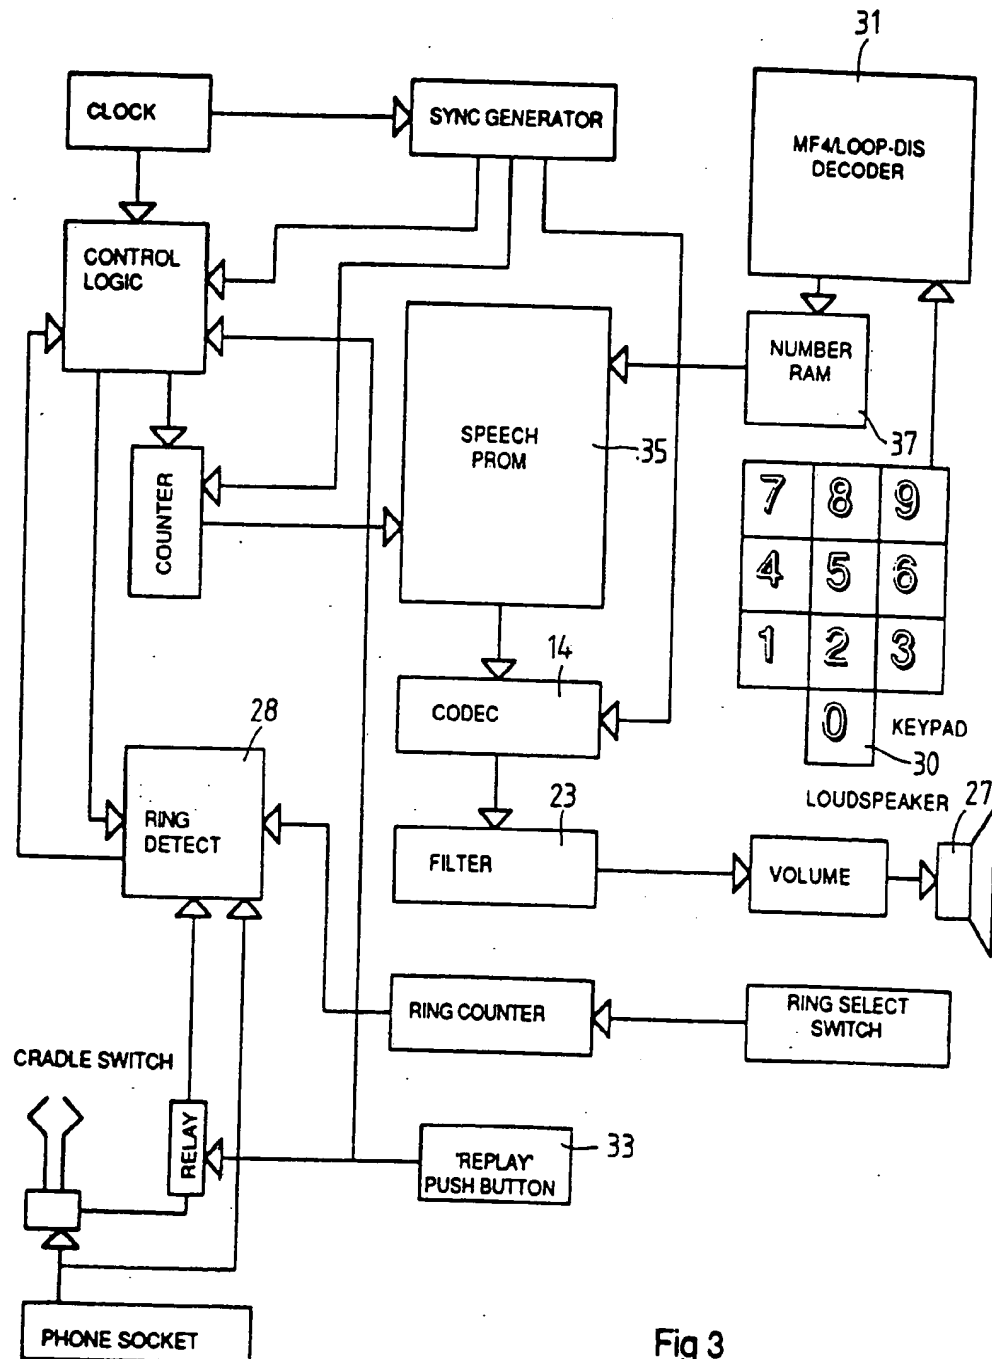 31
CLOCK
SYNC GENERATOR
MF4/LOOP-DIS
DECODER
CONTROL
LOGIC
NUMBER
RAM
37
SPEECH
PROM
35
COUNTER
7 8 9
4 5 6
1 2 3
0
KEYPAD
30
14
CODEC
28
RING
DETECT
23
FILTER
LOUDSPEAKER
27
VOLUME
RING COUNTER
RING SELECT
SWITCH
CRADLE SWITCH
RELAY
'REPLAY'
PUSH BUTTON
33
PHONE SOCKET
Fig 3